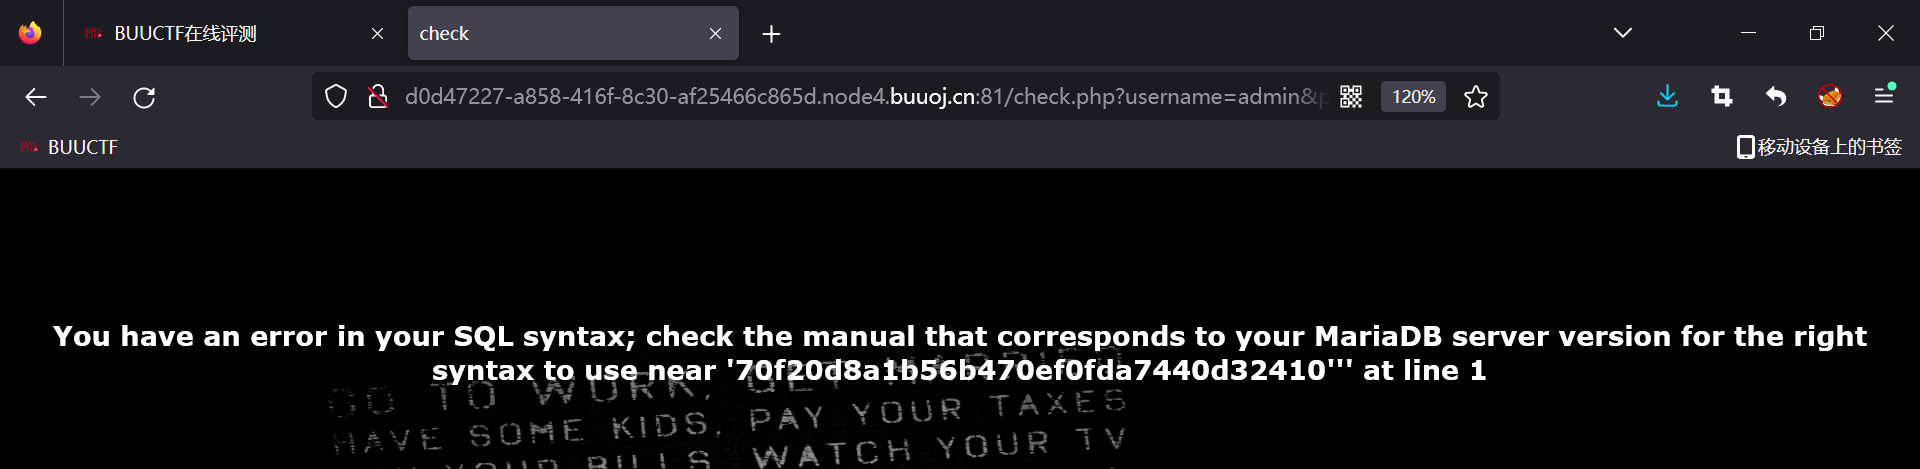 BUUCTF在线评测
check
d0d47227-a858-416f-8c30-af25466c865d.node4.buuoj.cn:81/check.php?username=admin&p
120%
BUUCTF
移动设备上的书签
You have an error in your SQL syntax; check the manual that corresponds to your MariaDB server version for the right
syntax to use near '70f20d8a1b56b470ef0fda7440d32410''' at line 1
GO TO WORK, GET MARRIED
HAVE SOME KIDS, PAY YOUR TAXES
YOUR BILLS, WATCH YOUR TV